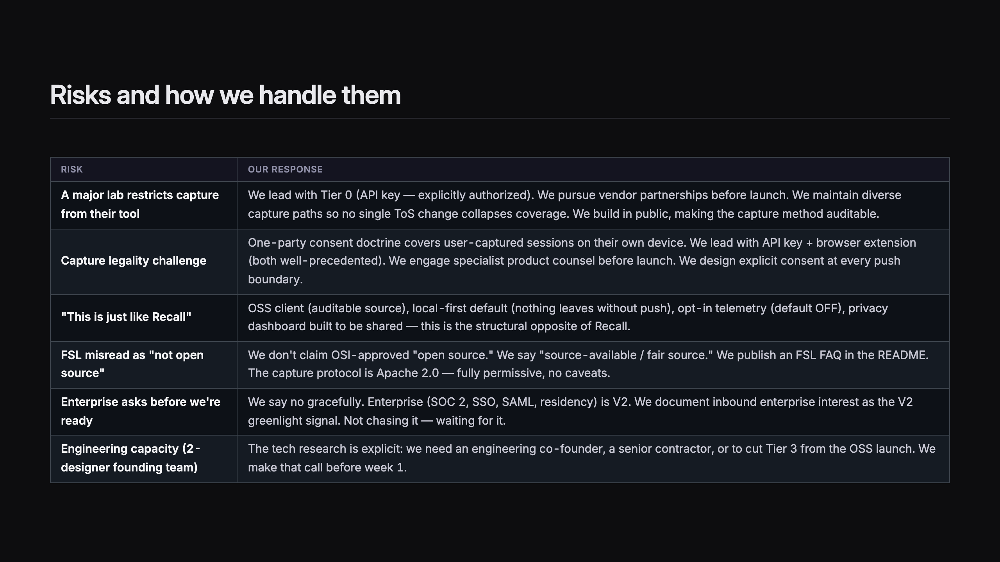 Risks and how we handle them
RISK
OUR RESPONSE
A major lab restricts capture
from their tool
We lead with Tier 0 (API key — explicitly authorized). We pursue vendor partnerships before launch. We maintain diverse
capture paths so no single ToS change collapses coverage. We build in public, making the capture method auditable.
Capture legality challenge
One-party consent doctrine covers user-captured sessions on their own device. We lead with API key + browser extension
(both well-precedented). We engage specialist product counsel before launch. We design explicit consent at every push
boundary.
"This is just like Recall"
OSS client (auditable source), local-first default (nothing leaves without push), opt-in telemetry (default OFF), privacy
dashboard built to be shared — this is the structural opposite of Recall.
FSL misread as "not open
source"
We don't claim OSI-approved "open source." We say "source-available / fair source." We publish an FSL FAQ in the README.
The capture protocol is Apache 2.0 — fully permissive, no caveats.
Enterprise asks before we're
ready
We say no gracefully. Enterprise (SOC 2, SSO, SAML, residency) is V2. We document inbound enterprise interest as the V2
greenlight signal. Not chasing it — waiting for it.
Engineering capacity (2-
designer founding team)
The tech research is explicit: we need an engineering co-founder, a senior contractor, or to cut Tier 3 from the OSS launch. We
make that call before week 1.